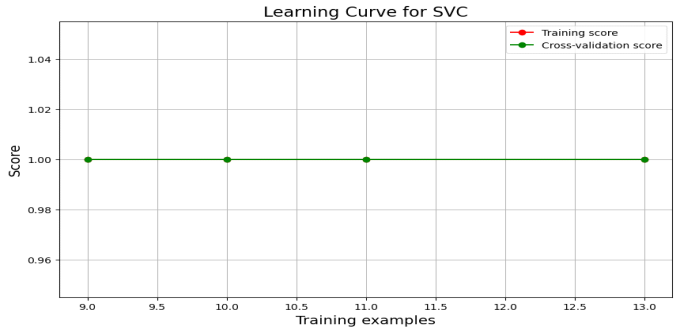 Learning Curve for SVC
Training score
Cross-validation score
1.04
1.02
1.00
0.98
0.96
Score
9.0 9.5 10.0 10.5 11.0 11.5 12.0 12.5 13.0
Training examples